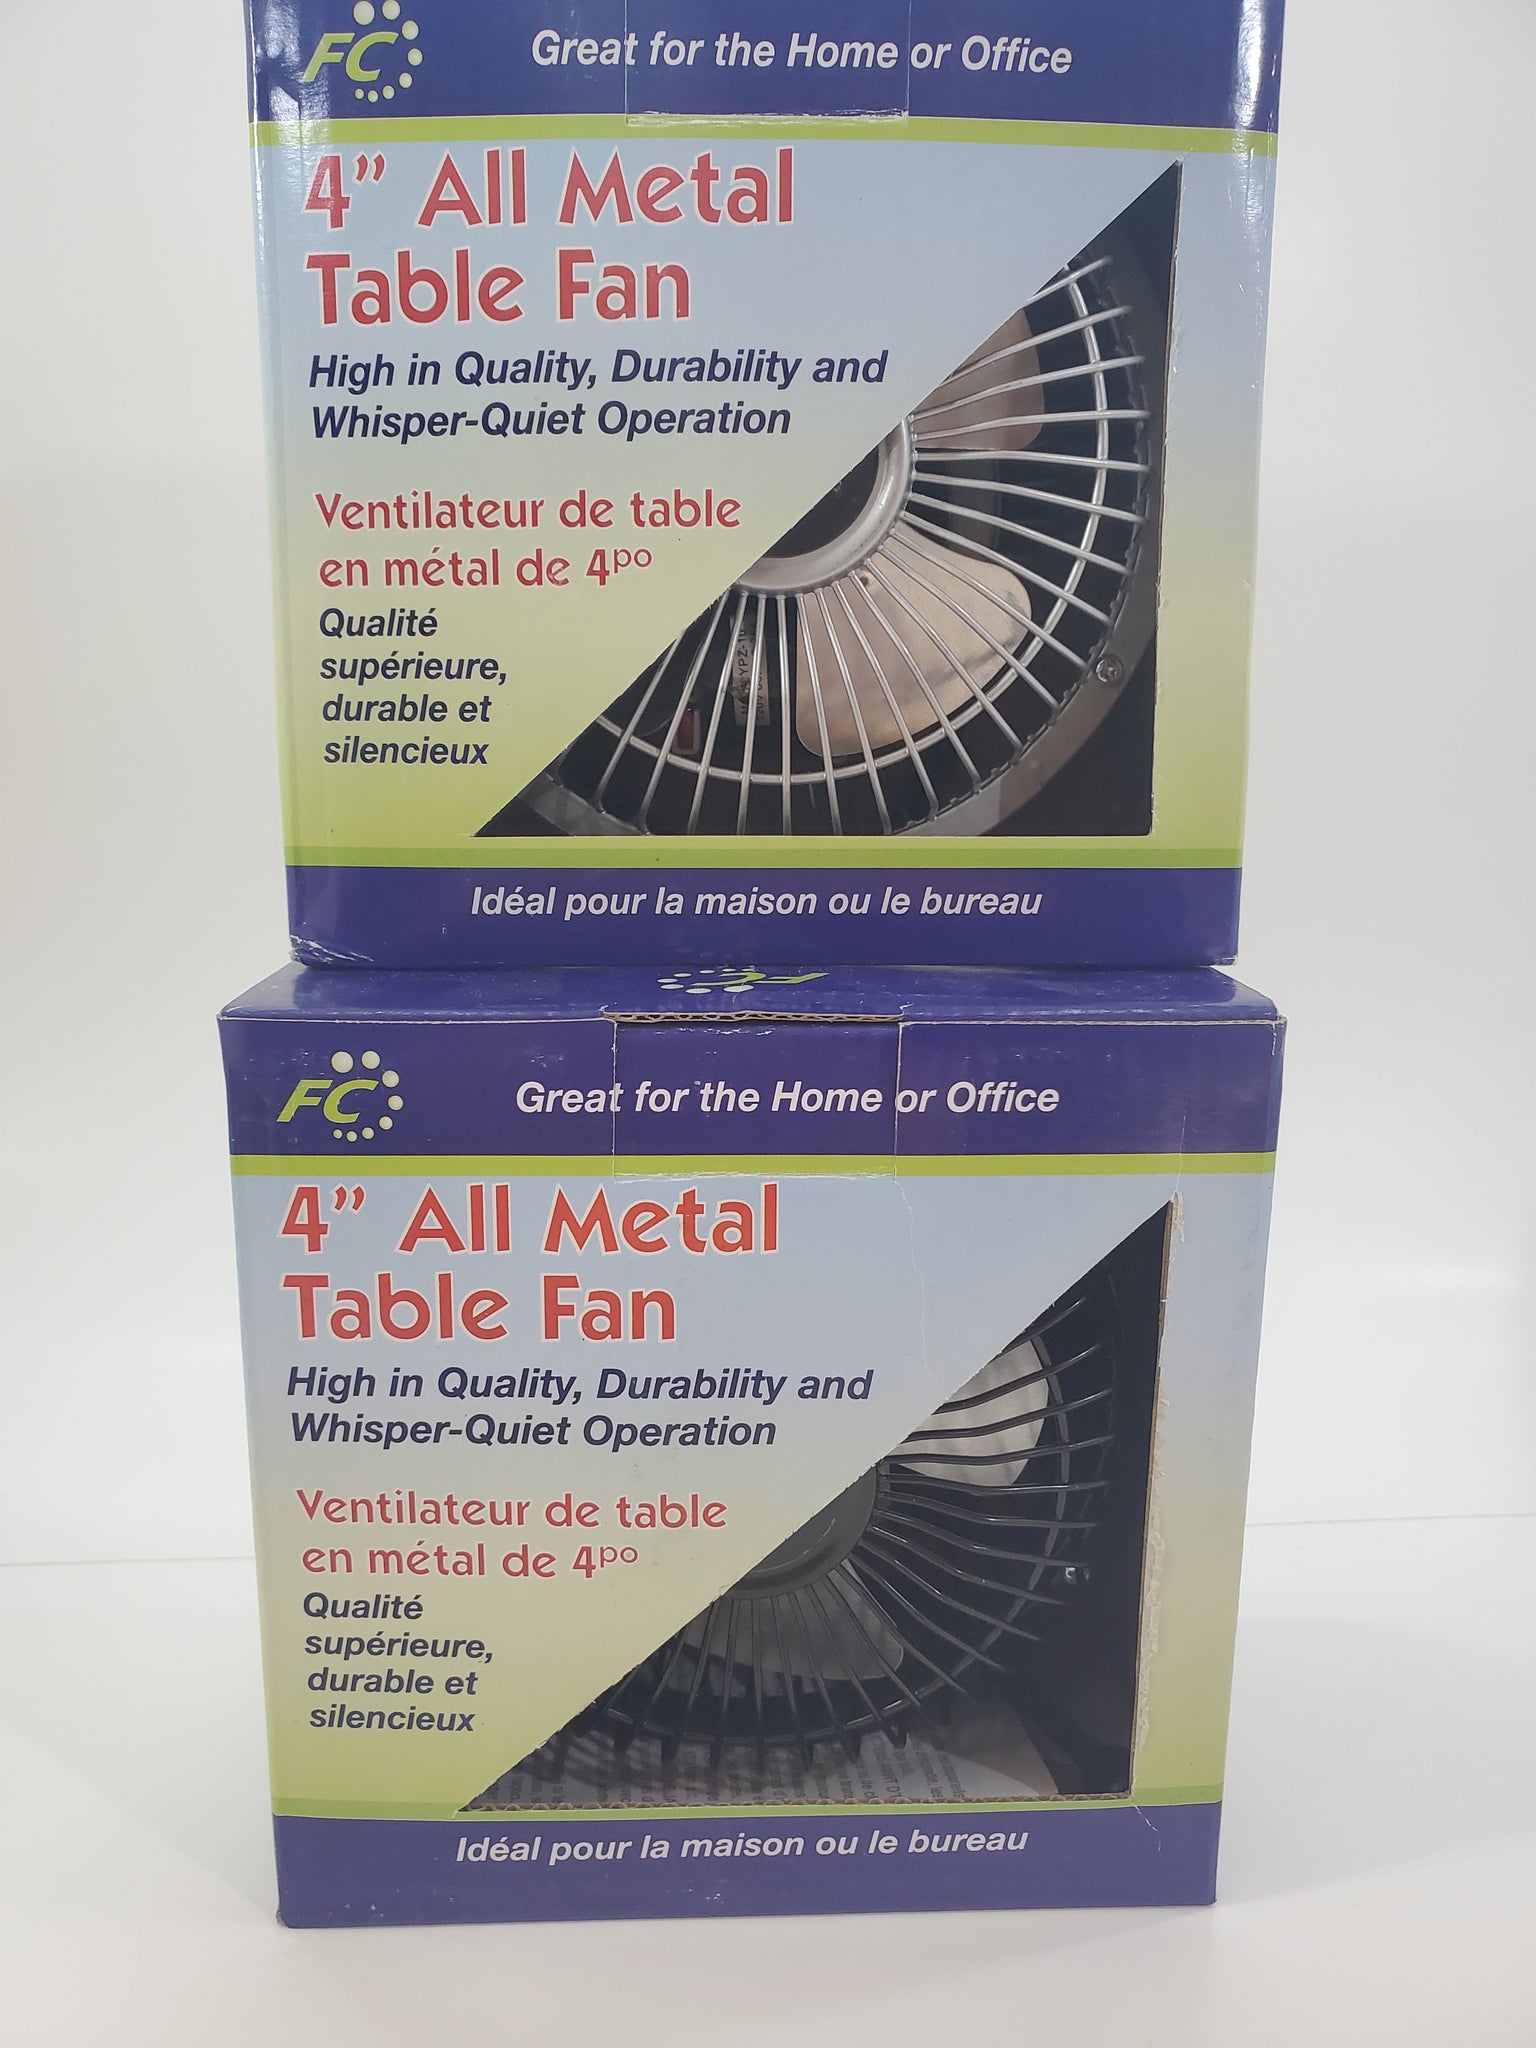 FC
Great for the Home or Office
4” All Metal
Table Fan
High in Quality, Durability and
Whisper-Quiet Operation
Ventilateur de table
en métal de 4po
Qualité
supérieure,
durable et
silencieux
Idéal pour la maison ou le bureau
FC
FC
Great for the Home or Office
4” All Metal
Table Fan
High in Quality, Durability and
Whisper-Quiet Operation
Ventilateur de table
en métal de 4po
Qualité
supérieure,
durable et
silencieux
Idéal pour la maison ou le bureau